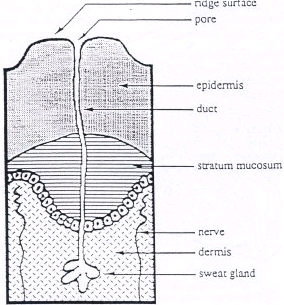 ridge surface
pore
epidermis
duct
stratum mucosum
nerve
dermis
sweat gland